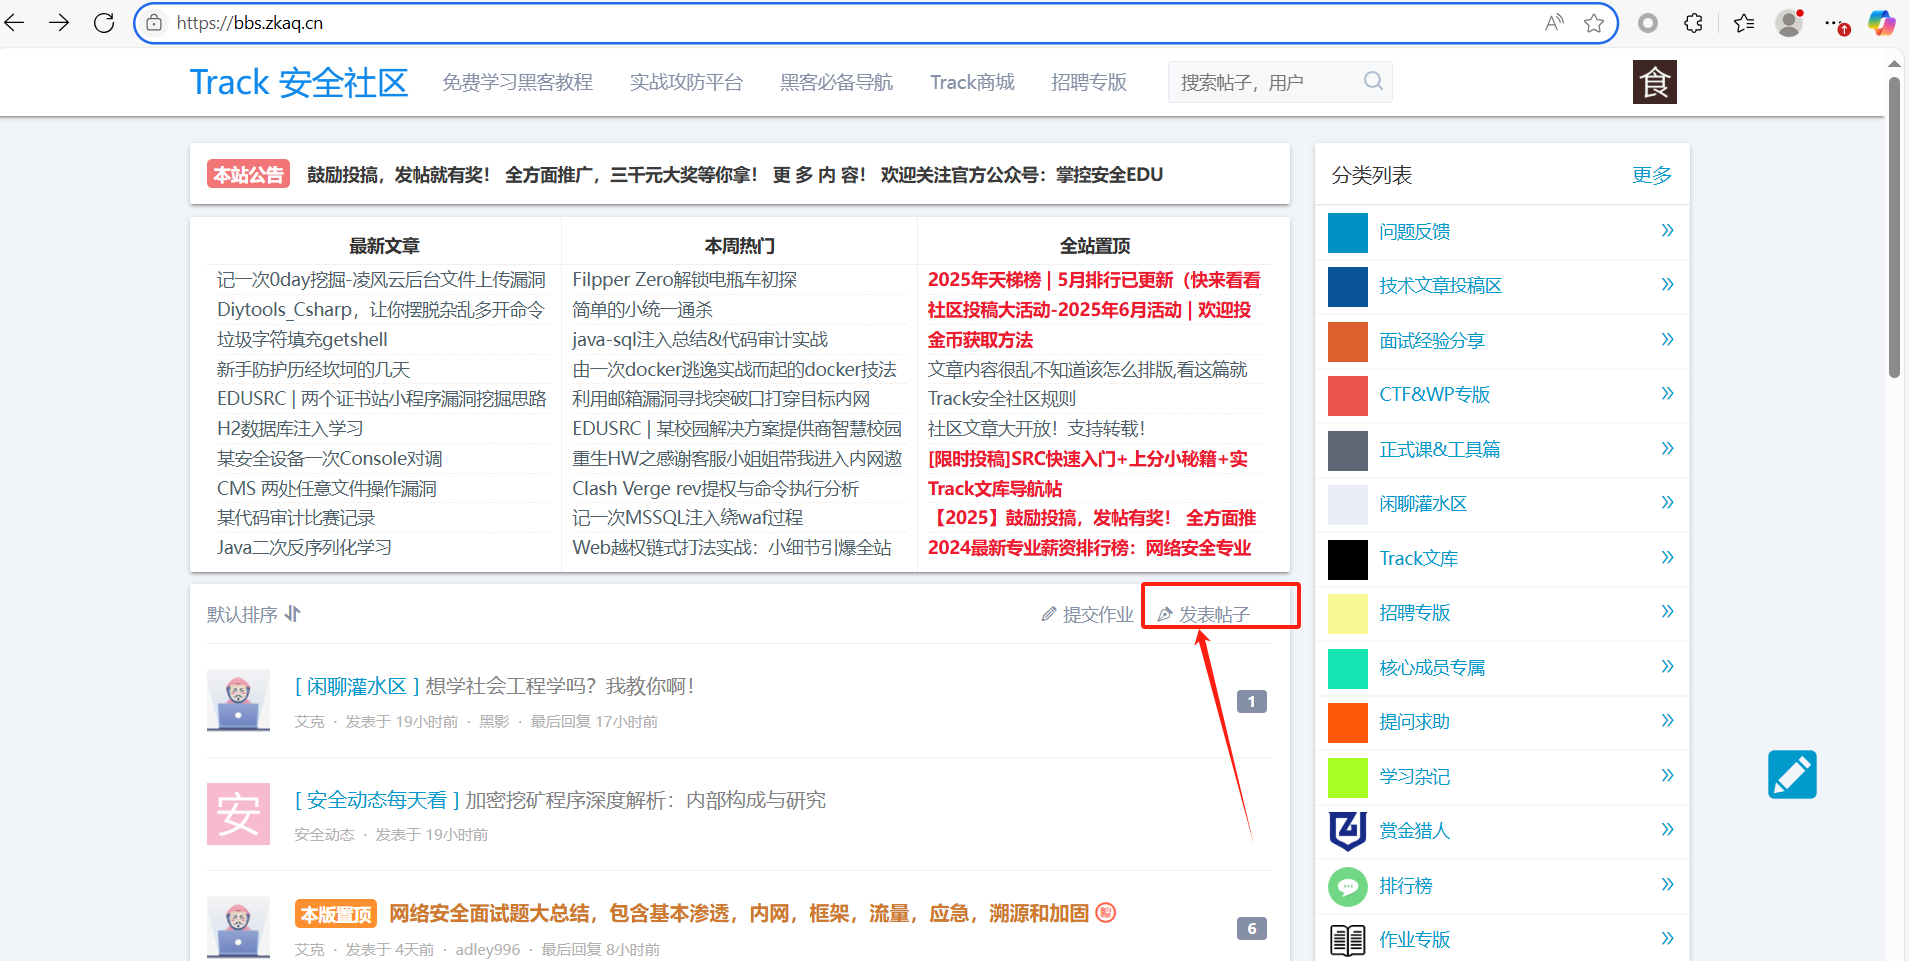 https://bbs.zkaq.cn
Track 安全社区
免费学习黑客教程
实战攻防平台
黑客必备导航
Track商城
招聘专版
搜索帖子，用户
食
本站公告 鼓励投搞，发帖就有奖！ 全方面推广，三千元大奖等你拿！ 更 多 内 容！ 欢迎关注官方公众号：掌控安全EDU
最新文章
记一次0day挖掘-凌风云后台文件上传漏洞
Diytools_Csharp，让你摆脱杂乱多开命令
垃圾字符填充getshell
新手防护历经坎坷的几天
EDUSRC | 两个证书站小程序漏洞挖掘思路
H2数据库注入学习
某安全设备一次Console对调
CMS 两处任意文件操作漏洞
某代码审计比赛记录
Java二次反序列化学习
本周热门
Filpper Zero解锁电瓶车初探
简单的小统一通杀
java-sql注入总结&代码审计实战
由一次docker逃逸实战而起的docker技法
利用邮箱漏洞寻找突破口打穿目标内网
EDUSRC | 某校园解决方案提供商智慧校园
重生HW之感谢客服小姐姐带我进入内网遨
Clash Verge rev提权与命令执行分析
记一次MSSQL注入绕waf过程
Web越权链式打法实战：小细节引爆全站
全站置顶
2025年天梯榜 | 5月排行已更新（快来看看
社区投稿大活动-2025年6月活动 | 欢迎投
金币获取方法
文章内容很乱不知道该怎么排版,看这篇就
Track安全社区规则
社区文章大开放！支持转载！
[限时投稿]SRC快速入门+上分小秘籍+实
Track文库导航帖
【2025】鼓励投搞，发帖有奖！ 全方面推
2024最新专业薪资排行榜：网络安全专业
默认排序
提交作业
发表帖子
[ 闲聊灌水区 ] 想学社会工程学吗？我教你啊！
艾克 · 发表于 19小时前 · 黑影 · 最后回复 17小时前
1
安
[ 安全动态每天看 ] 加密挖矿程序深度解析：内部构成与研究
安全动态 · 发表于 19小时前
本版置顶 网络安全面试题大总结，包含基本渗透，内网，框架，流量，应急，溯源和加固
艾克 · 发表于 4天前 · adley996 · 最后回复 8小时前
6
分类列表
更多
问题反馈
技术文章投稿区
面试经验分享
CTF&WP专版
正式课&工具篇
闲聊灌水区
Track文库
招聘专版
核心成员专属
提问求助
学习杂记
赏金猎人
排行榜
作业专版